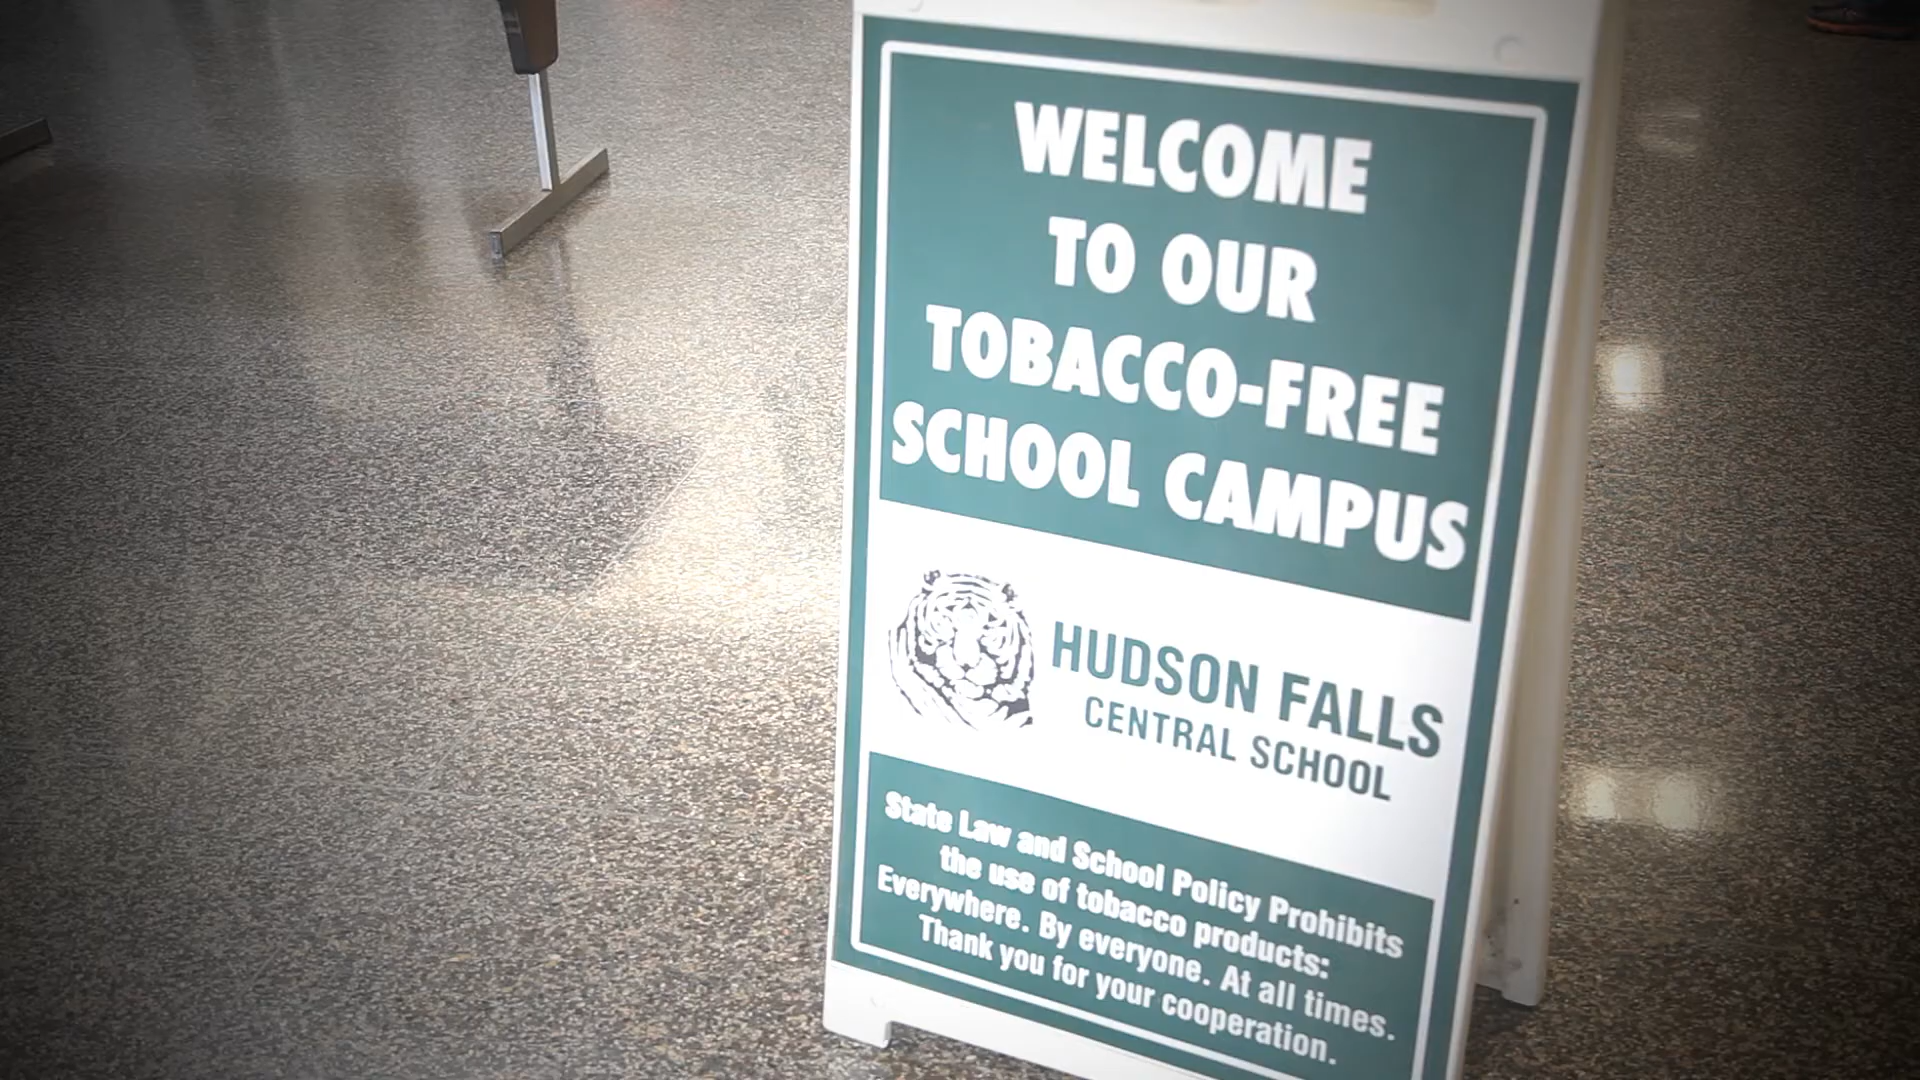 WELCOME
TO OUR
TOBACCO-FREE
SCHOOL CAMPUS
HUDSON FALLS
CENTRAL SCHOOL
State Law and School Policy Prohibits
the use of tobacco products:
Everywhere. By everyone. At all times.
Thank you for your cooperation.